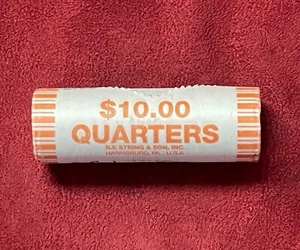 $10.00
QUARTERS
N.F. STRING & SON, INC.
HARRISBURG, PA. U.S.A.